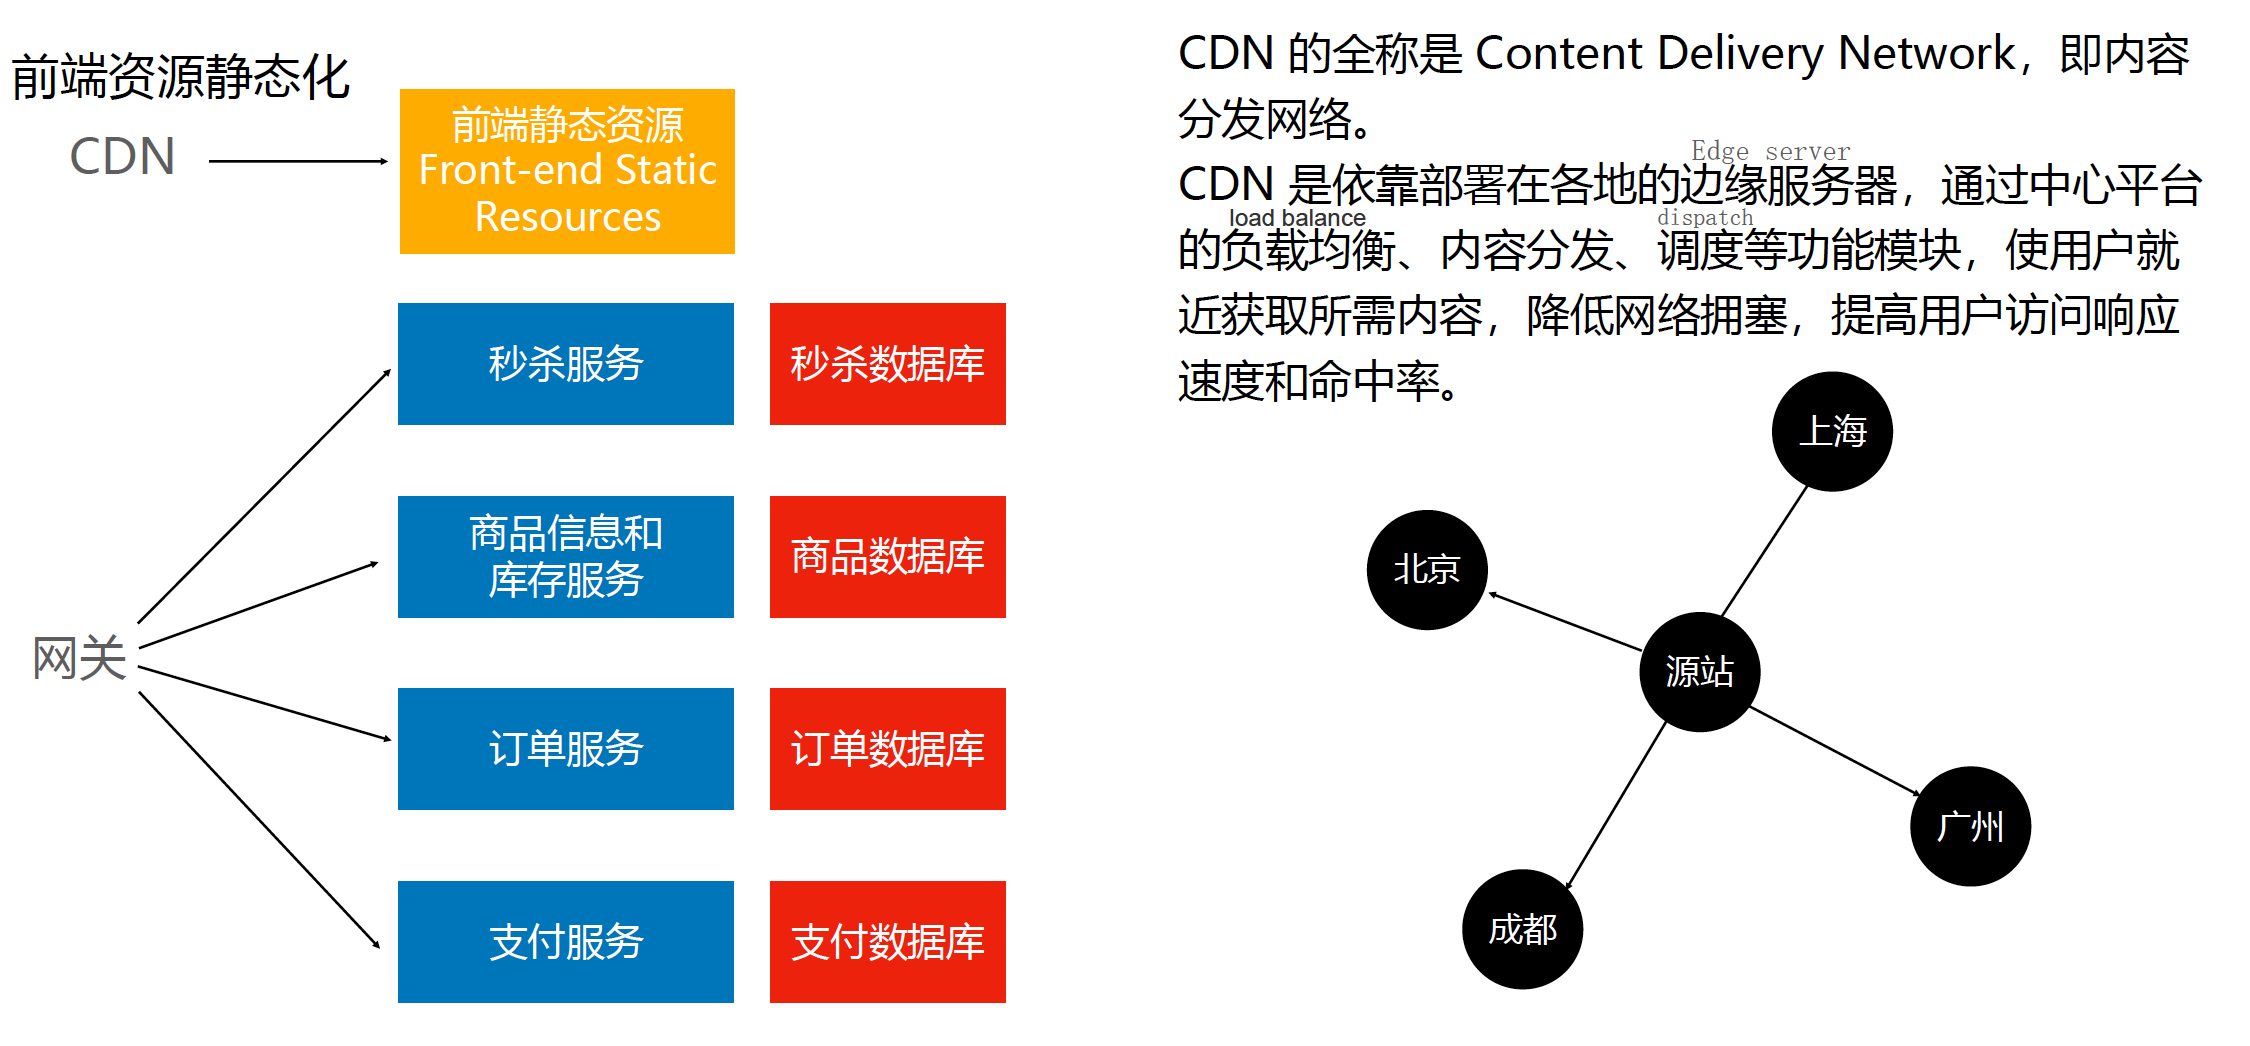 前端资源静态化
CDN
前端静态资源
Front-end Static
Resources
秒杀服务
秒杀数据库
商品信息和
库存服务
商品数据库
网关
订单服务
订单数据库
支付服务
支付数据库
CDN 的全称是 Content Delivery Network，即内容
分发网络。
Edge server
CDN 是依靠部署在各地的边缘服务器，通过中心平台
load balance
dispatch
的负载均衡、内容分发、调度等功能模块，使用户就
近获取所需内容，降低网络拥塞，提高用户访问响应
速度和命中率。
上海
北京
源站
广州
成都